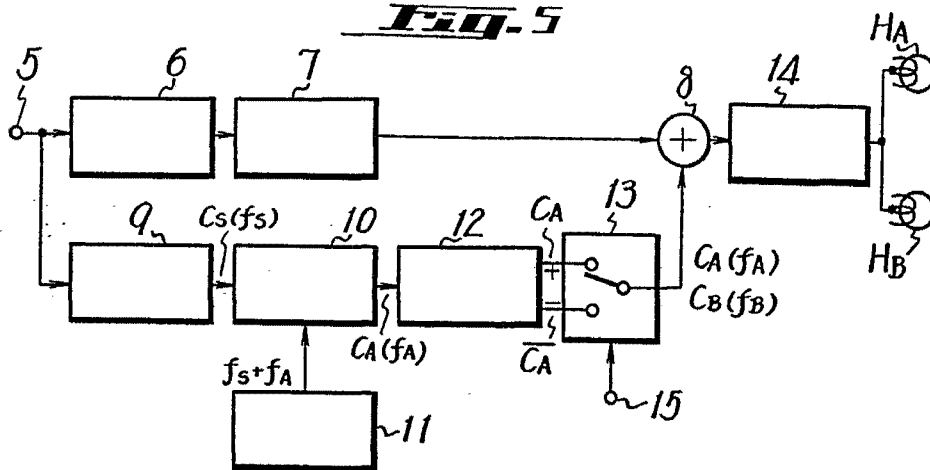 Fig. 5
5 6 7 8 14 HA
9 Cs(fs) 10 12 CA 13
+
−
CA(fA)
CB(fB)
HB
CA(fA) C̅A̅
fs+fA
15
11